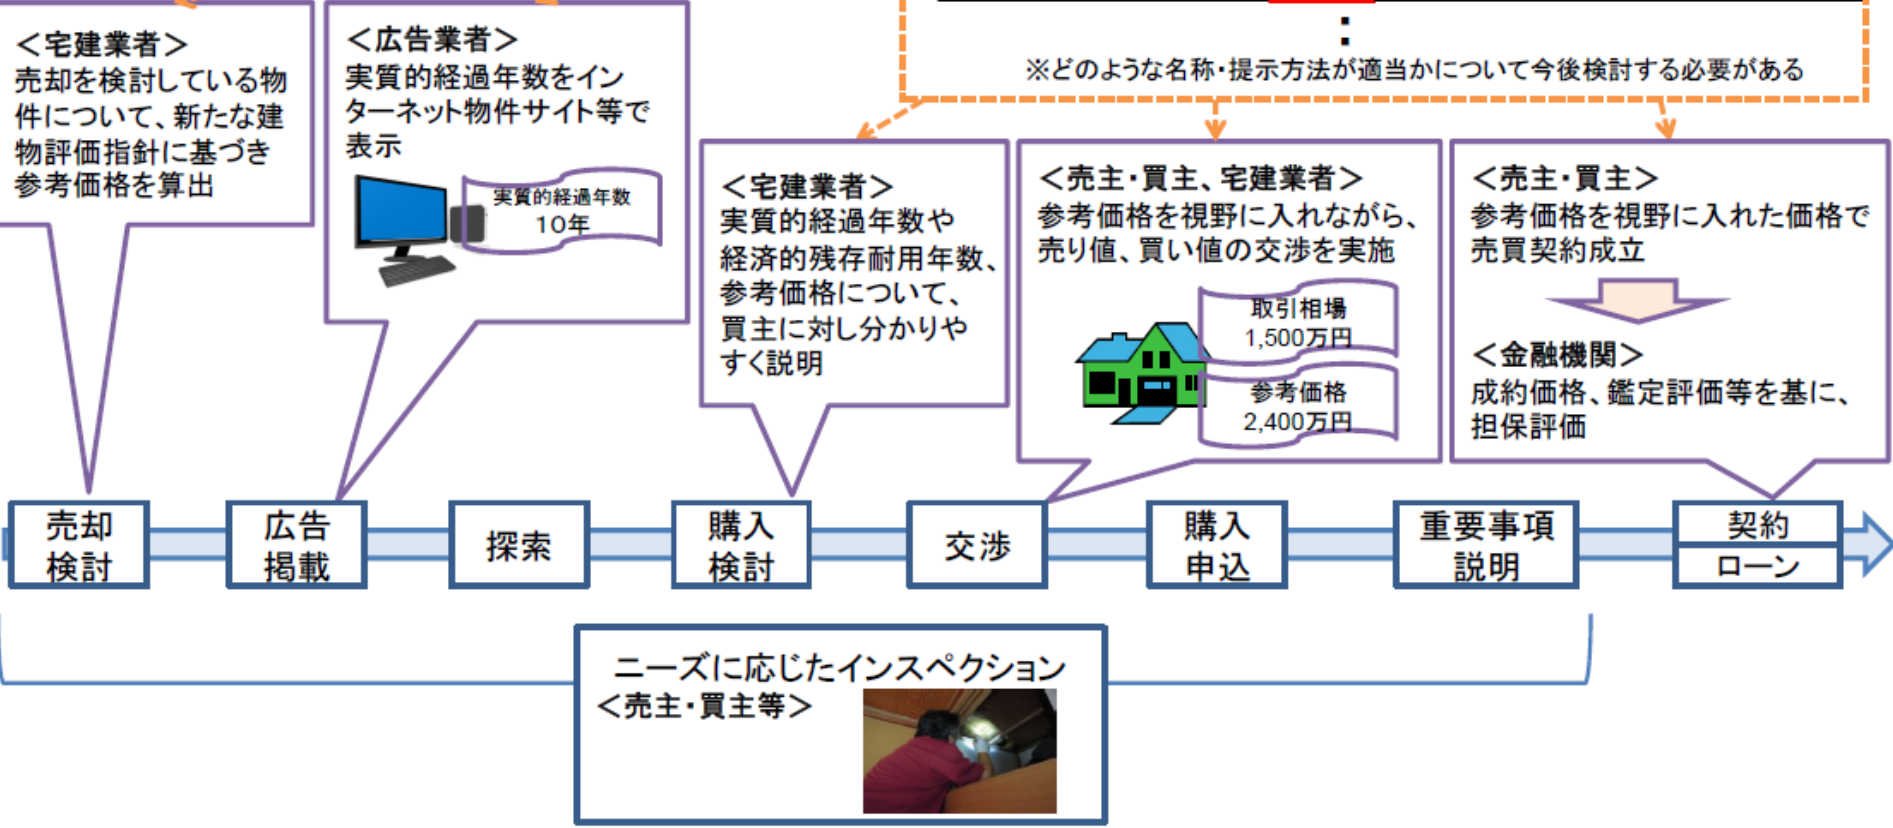 ＜宅建業者＞
売却を検討している物
件について、新たな建
物評価指針に基づき
参考価格を算出
＜広告業者＞
実質的経過年数をイン
ターネット物件サイト等で
表示
実質的経過年数
10年
：
※どのような名称・提示方法が適当かについて今後検討する必要がある
＜宅建業者＞
実質的経過年数や
経済的残存耐用年数、
参考価格について、
買主に対し分かりや
すく説明
＜売主・買主、宅建業者＞
参考価格を視野に入れながら、
売り値、買い値の交渉を実施
取引相場
1,500万円
参考価格
2,400万円
＜売主・買主＞
参考価格を視野に入れた価格で
売買契約成立
＜金融機関＞
成約価格、鑑定評価等を基に、
担保評価
売却
検討
広告
掲載
探索
購入
検討
交渉
購入
申込
重要事項
説明
契約
ローン
ニーズに応じたインスペクション
＜売主・買主等＞